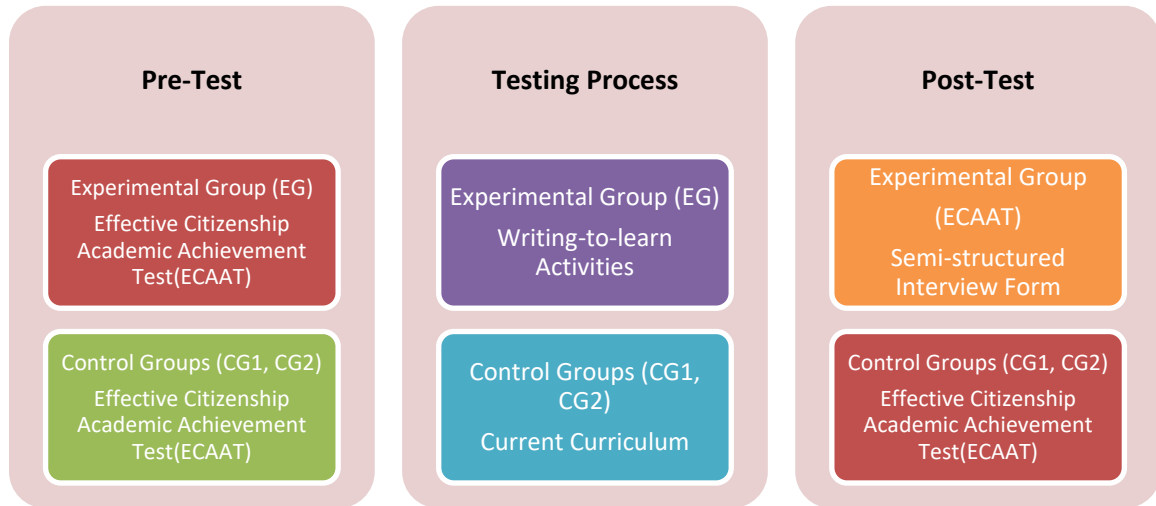 Pre-Test
Experimental Group (EG)
Effective Citizenship
Academic Achievement
Test(ECAAT)
Control Groups (CG1, CG2)
Effective Citizenship
Academic Achievement
Test(ECAAT)
Testing Process
Experimental Group (EG)
Writing-to-learn
Activities
Control Groups (CG1,
CG2)
Current Curriculum
Post-Test
Experimental Group
(ECAAT)
Semi-structured
Interview Form
Control Groups (CG1, CG2)
Effective Citizenship
Academic Achievement
Test(ECAAT)